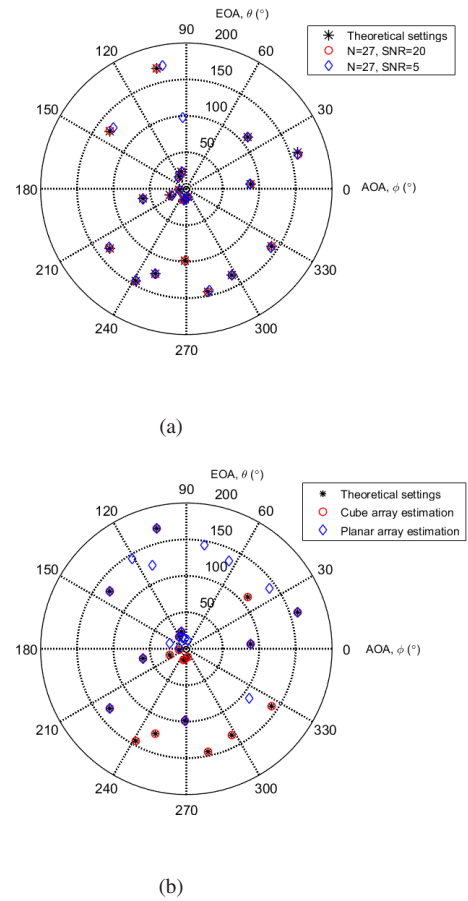 EOA, θ (°)
90
200
120
60
150
150
30
100
50
180
AOA, ϕ (°)
0
210
330
240
300
270
Theoretical settings
N=27, SNR=20
N=27, SNR=5
(a)
EOA, θ (°)
90
200
120
60
150
150
30
100
50
180
AOA, ϕ (°)
0
210
330
240
300
270
Theoretical settings
Cube array estimation
Planar array estimation
(b)